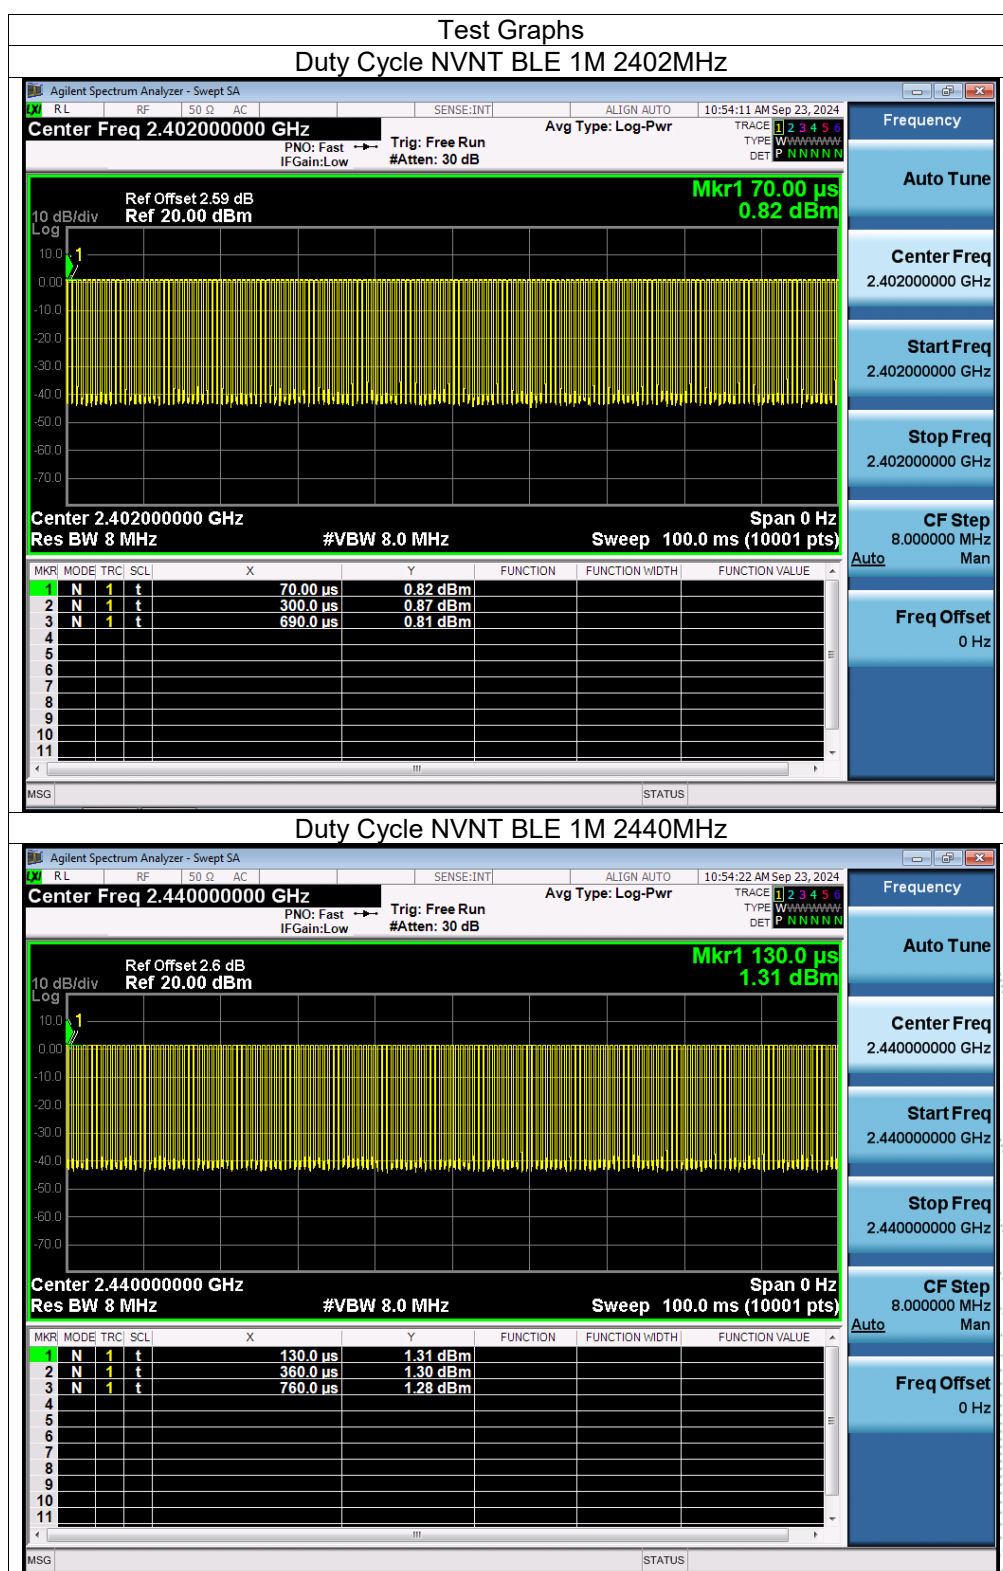 Test Graphs
Duty Cycle NVNT BLE 1M 2402MHz
Agilent Spectrum Analyzer - Swept SA
LXI RL RF 50 Ω AC SENSE:INT ALIGN AUTO 10:54:11 AM Sep 23, 2024
Center Freq 2.402000000 GHz Avg Type: Log-Pwr TRACE 1 2 3 4 5 6
PNO: Fast Trig: Free Run TYPE WWWWWW
IFGain:Low #Atten: 30 dB DET P N N N N N
Frequency
Mkr1 70.00 µs
0.82 dBm
Ref Offset 2.59 dB
10 dB/div Ref 20.00 dBm
Log
10.0
1
0.00
-10.0
-20.0
-30.0
-40.0
-50.0
-60.0
-70.0
Center 2.402000000 GHz Span 0 Hz
Res BW 8 MHz #VBW 8.0 MHz Sweep 100.0 ms (10001 pts)
MKR MODE TRC SCL X Y FUNCTION FUNCTION WIDTH FUNCTION VALUE
1 N 1 t 70.00 µs 0.82 dBm
2 N 1 t 300.0 µs 0.87 dBm
3 N 1 t 690.0 µs 0.81 dBm
4
5
6
7
8
9
10
11
MSG STATUS
Auto Tune
Center Freq
2.402000000 GHz
Start Freq
2.402000000 GHz
Stop Freq
2.402000000 GHz
CF Step
8.000000 MHz
Auto Man
Freq Offset
0 Hz
Duty Cycle NVNT BLE 1M 2440MHz
Agilent Spectrum Analyzer - Swept SA
LXI RL RF 50 Ω AC SENSE:INT ALIGN AUTO 10:54:22 AM Sep 23, 2024
Center Freq 2.440000000 GHz Avg Type: Log-Pwr TRACE 1 2 3 4 5 6
PNO: Fast Trig: Free Run TYPE WWWWWW
IFGain:Low #Atten: 30 dB DET P N N N N N
Frequency
Mkr1 130.0 µs
1.31 dBm
Ref Offset 2.6 dB
10 dB/div Ref 20.00 dBm
Log
10.0
1
0.00
-10.0
-20.0
-30.0
-40.0
-50.0
-60.0
-70.0
Center 2.440000000 GHz Span 0 Hz
Res BW 8 MHz #VBW 8.0 MHz Sweep 100.0 ms (10001 pts)
MKR MODE TRC SCL X Y FUNCTION FUNCTION WIDTH FUNCTION VALUE
1 N 1 t 130.0 µs 1.31 dBm
2 N 1 t 360.0 µs 1.30 dBm
3 N 1 t 760.0 µs 1.28 dBm
4
5
6
7
8
9
10
11
MSG STATUS
Auto Tune
Center Freq
2.440000000 GHz
Start Freq
2.440000000 GHz
Stop Freq
2.440000000 GHz
CF Step
8.000000 MHz
Auto Man
Freq Offset
0 Hz